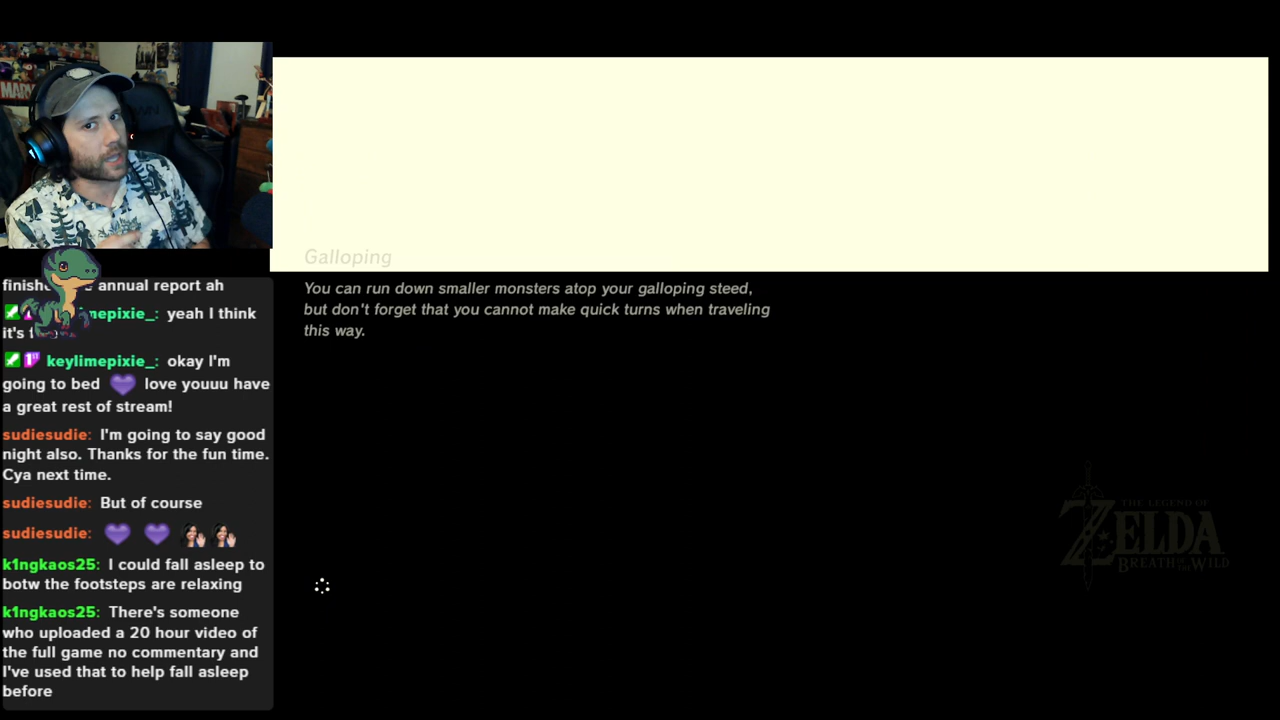 MARV
Galloping
You can run down smaller monsters atop your galloping steed,
but don't forget that you cannot make quick turns when traveling
this way.
THE LEGEND OF
ZELDA
BREATH OF THE WILD
annual report ah
yeah I think
it's
keylimepixie_: okay I'm
going to bed love youuu have
a great rest of stream!
sudiesudie: I'm going to say good
night also. Thanks for the fun time.
Cya next time.
sudiesudie: But of course
sudiesudie:
k1ngkaos25: I could fall asleep to
botw the footsteps are relaxing
k1ngkaos25: There's someone
who uploaded a 20 hour video of
the full game no commentary and
I've used that to help fall asleep
before